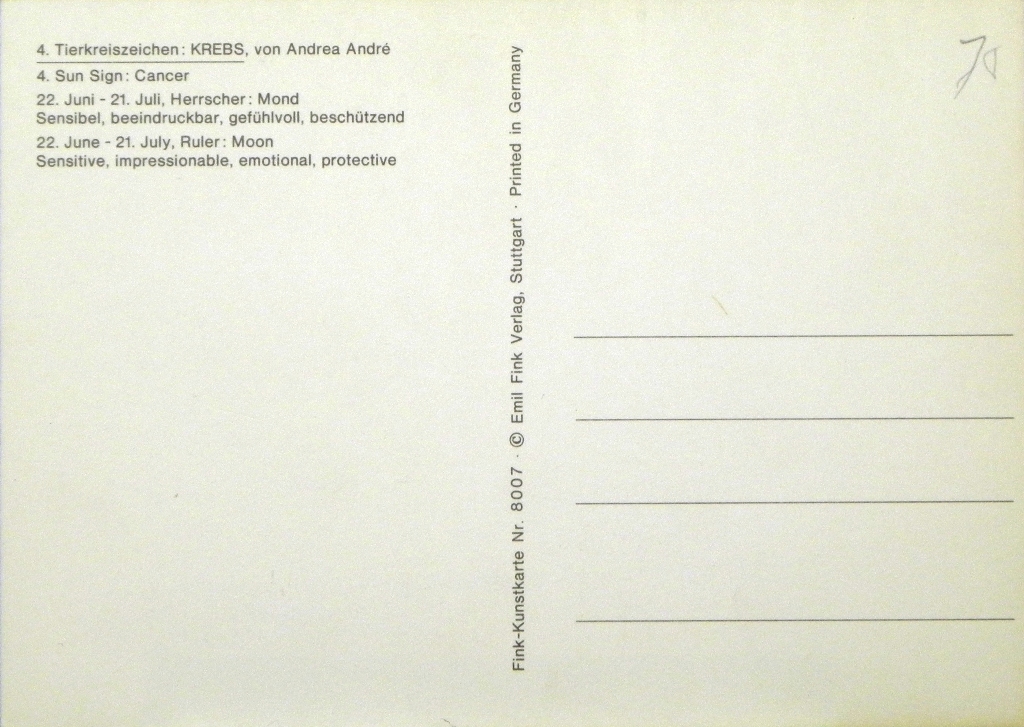 4. Tierkreiszeichen: KREBS, von Andrea André
4. Sun Sign: Cancer
22. Juni - 21. Juli, Herrscher: Mond
Sensibel, beeindruckbar, gefühlvoll, beschützend
22. June - 21. July, Ruler: Moon
Sensitive, impressionable, emotional, protective
Fink-Kunstkarte Nr. 8007 · © Emil Fink Verlag, Stuttgart · Printed in Germany